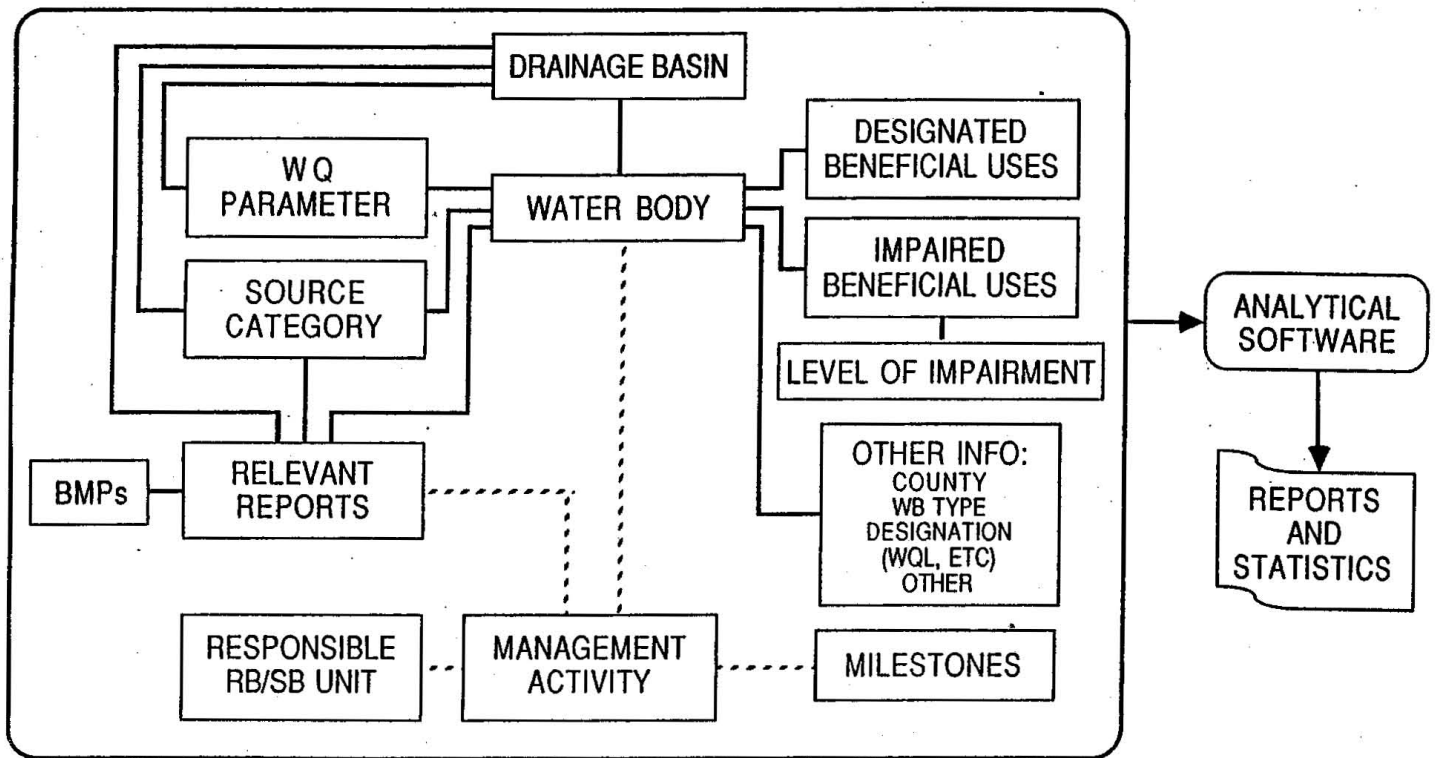 DRAINAGE BASIN
WQ
PARAMETER
WATER BODY
DESIGNATED
BENEFICIAL USES
IMPAIRED
BENEFICIAL USES
SOURCE
CATEGORY
LEVEL OF IMPAIRMENT
ANALYTICAL
SOFTWARE
BMPs
RELEVANT
REPORTS
OTHER INFO:
COUNTY
WB TYPE
DESIGNATION
(WQL, ETC)
OTHER
REPORTS
AND
STATISTICS
RESPONSIBLE
RB/SB UNIT
MANAGEMENT
ACTIVITY
MILESTONES